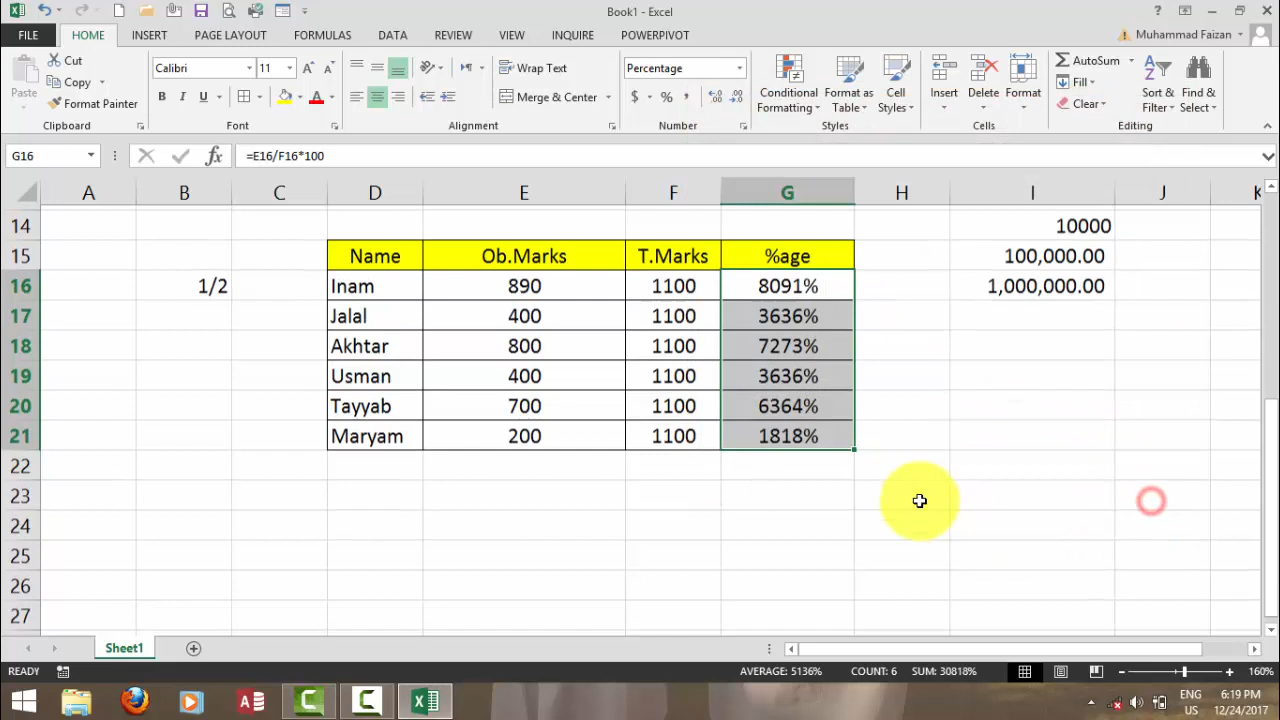 Book1 - Excel
FILE HOME INSERT PAGE LAYOUT FORMULAS DATA REVIEW VIEW INQUIRE POWERPIVOT Muhammad Faizan
Cut
Copy
Format Painter
Paste
Clipboard
Calibri 11
B I U
Font
Wrap Text
Merge & Center
Alignment
Percentage
$ % ,
Number
Conditional Formatting
Format as Table
Cell Styles
Styles
Insert Delete Format
Cells
AutoSum
Fill
Clear
Sort & Filter
Find & Select
Editing
G16 fx =E16/F16*100
A B C D E F G H I J K
14 10000
15 Name Ob.Marks T.Marks %age 100,000.00
16 1/2 Inam 890 1100 8091% 1,000,000.00
17 Jalal 400 1100 3636%
18 Akhtar 800 1100 7273%
19 Usman 400 1100 3636%
20 Tayyab 700 1100 6364%
21 Maryam 200 1100 1818%
22
23
24
25
26
27
Sheet1
READY AVERAGE: 5136% COUNT: 6 SUM: 30818% 160%
ENG 6:19 PM
US 12/24/2017